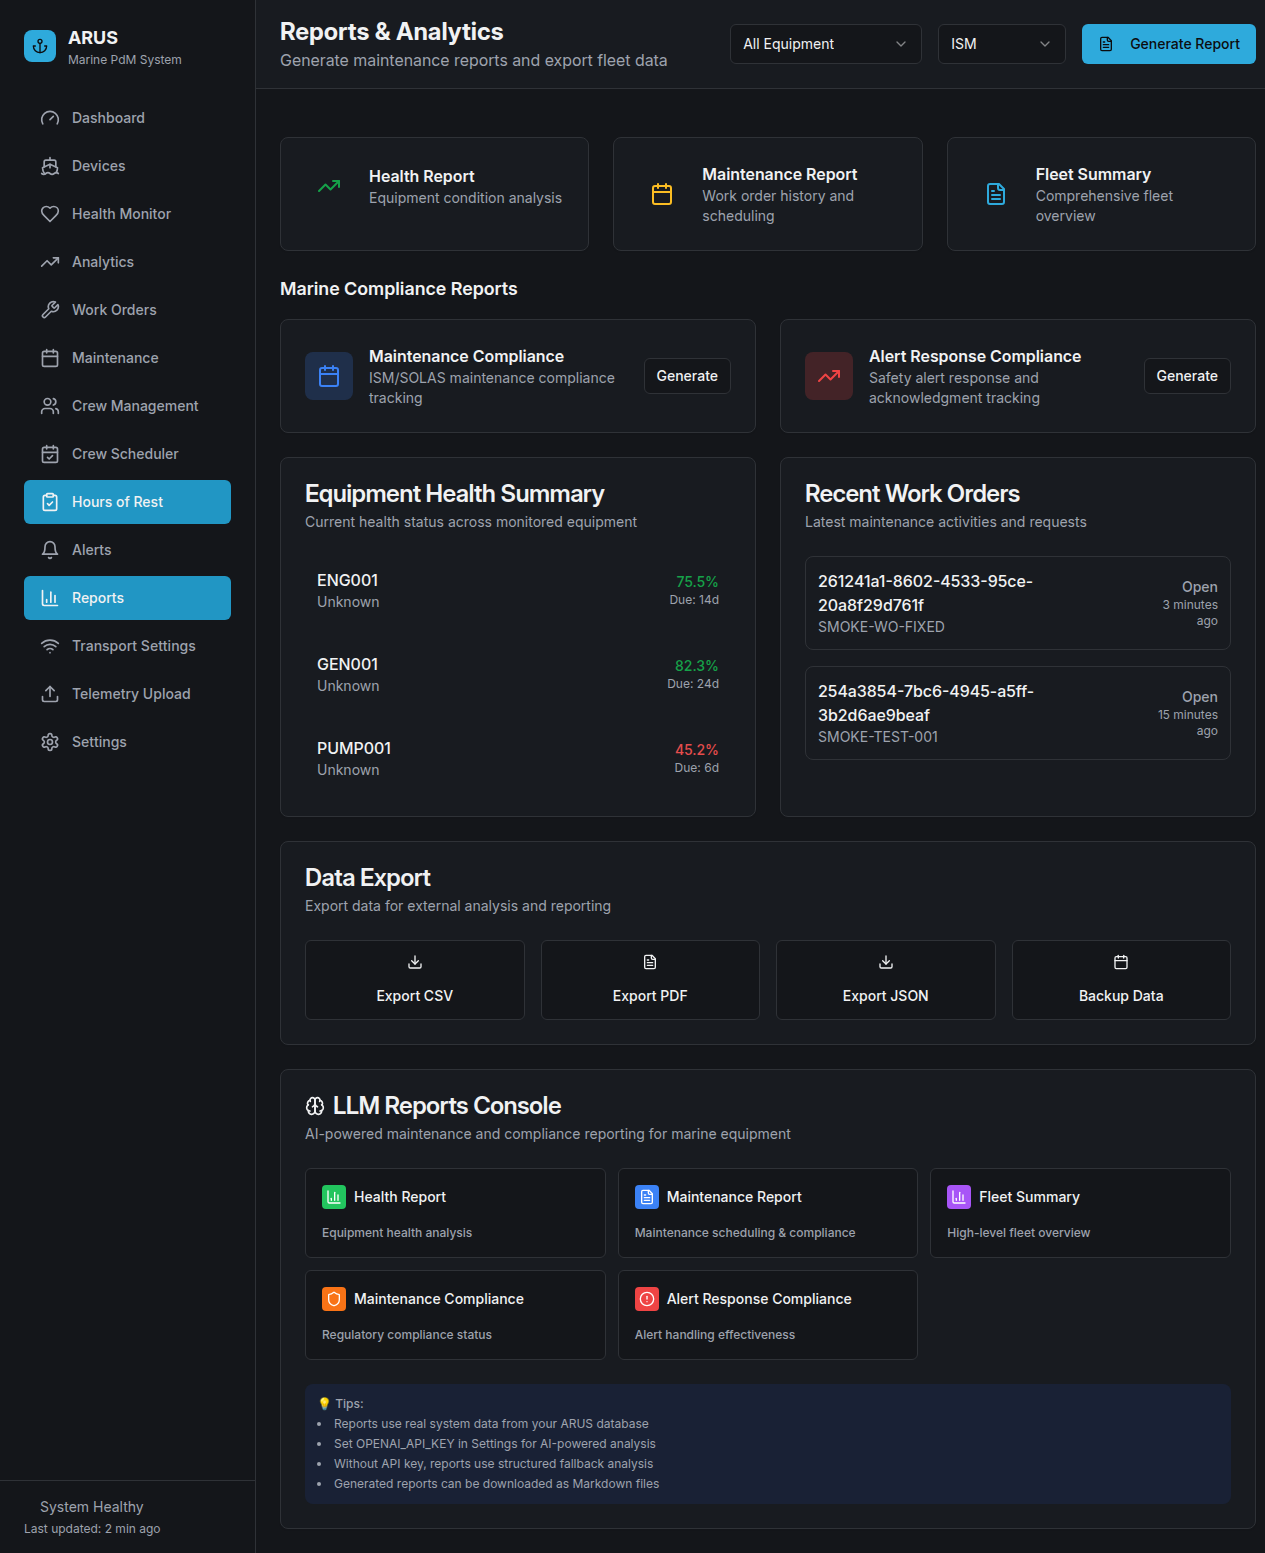 ARUS
Marine PdM System
Dashboard
Devices
Health Monitor
Analytics
Work Orders
Maintenance
Crew Management
Crew Scheduler
Hours of Rest
Alerts
Reports
Transport Settings
Telemetry Upload
Settings
System Healthy
Last updated: 2 min ago
Reports & Analytics
Generate maintenance reports and export fleet data
All Equipment
ISM
Generate Report
Health Report
Equipment condition analysis
Maintenance Report
Work order history and
scheduling
Fleet Summary
Comprehensive fleet
overview
Marine Compliance Reports
Maintenance Compliance
ISM/SOLAS maintenance compliance
tracking
Generate
Alert Response Compliance
Safety alert response and
acknowledgment tracking
Generate
Equipment Health Summary
Current health status across monitored equipment
ENG001
Unknown
75.5%
Due: 14d
GEN001
Unknown
82.3%
Due: 24d
PUMP001
Unknown
45.2%
Due: 6d
Recent Work Orders
Latest maintenance activities and requests
261241a1-8602-4533-95ce-
20a8f29d761f
SMOKE-WO-FIXED
Open
3 minutes
ago
254a3854-7bc6-4945-a5ff-
3b2d6ae9beaf
SMOKE-TEST-001
Open
15 minutes
ago
Data Export
Export data for external analysis and reporting
Export CSV
Export PDF
Export JSON
Backup Data
LLM Reports Console
AI-powered maintenance and compliance reporting for marine equipment
Health Report
Equipment health analysis
Maintenance Report
Maintenance scheduling & compliance
Fleet Summary
High-level fleet overview
Maintenance Compliance
Regulatory compliance status
Alert Response Compliance
Alert handling effectiveness
💡 Tips:
• Reports use real system data from your ARUS database
• Set OPENAI_API_KEY in Settings for AI-powered analysis
• Without API key, reports use structured fallback analysis
• Generated reports can be downloaded as Markdown files